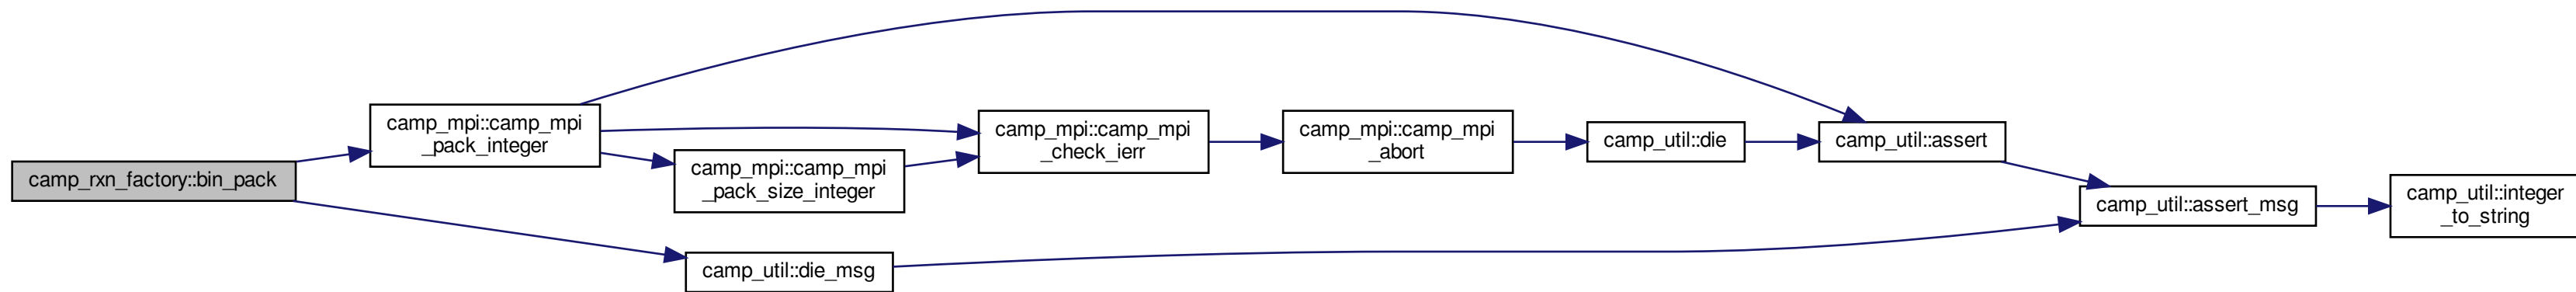 camp_rxn_factory::bin_pack
camp_mpi::camp_mpi
_pack_integer
camp_mpi::camp_mpi
_pack_size_integer
camp_util::die_msg
camp_mpi::camp_mpi
_check_ierr
camp_mpi::camp_mpi
_abort
camp_util::die
camp_util::assert
camp_util::assert_msg
camp_util::integer
_to_string